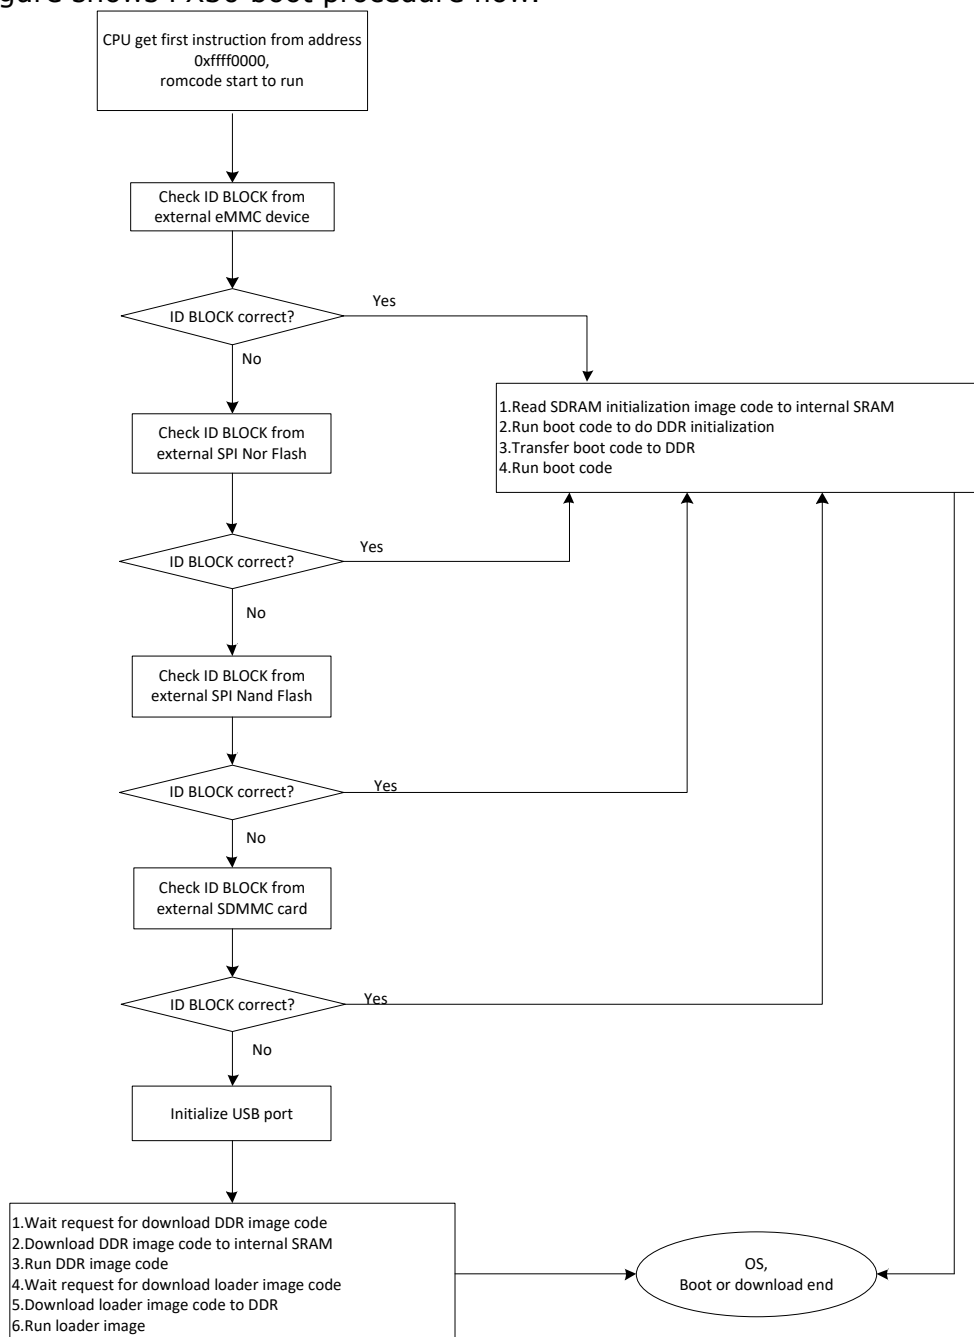 gure shows PX30 boot procedure flow.
CPU get first instruction from address
0xffff0000,
romcode start to run
Check ID BLOCK from
external eMMC device
ID BLOCK correct?
Yes
No
1.Read SDRAM initialization image code to internal SRAM
2.Run boot code to do DDR initialization
3.Transfer boot code to DDR
4.Run boot code
Check ID BLOCK from
external SPI Nor Flash
ID BLOCK correct?
Yes
No
Check ID BLOCK from
external SPI Nand Flash
ID BLOCK correct?
Yes
No
Check ID BLOCK from
external SDMMC card
ID BLOCK correct?
Yes
No
Initialize USB port
1.Wait request for download DDR image code
2.Download DDR image code to internal SRAM
3.Run DDR image code
4.Wait request for download loader image code
5.Download loader image code to DDR
6.Run loader image
OS,
Boot or download end